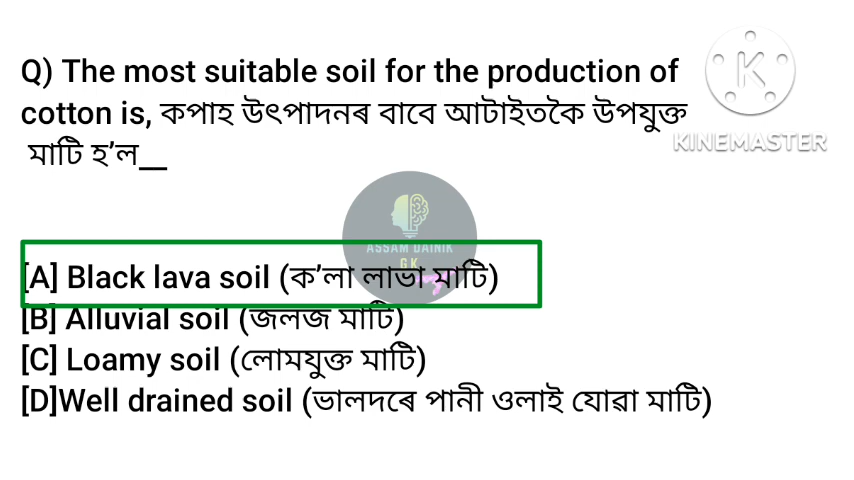 Q) The most suitable soil for the production of
cotton is, কপাহ উৎপাদনৰ বাবে আটাইতকৈ উপযুক্ত
মাটি হ’ল__
[A] Black lava soil (ক’লা লাভা মাটি)
[B] Alluvial soil (জলজ মাটি)
[C] Loamy soil (লোমযুক্ত মাটি)
[D]Well drained soil (ভালদৰে পানী ওলাই যোৱা মাটি)
K
KINEMASTER
ASSAM DAINIK
G.K.